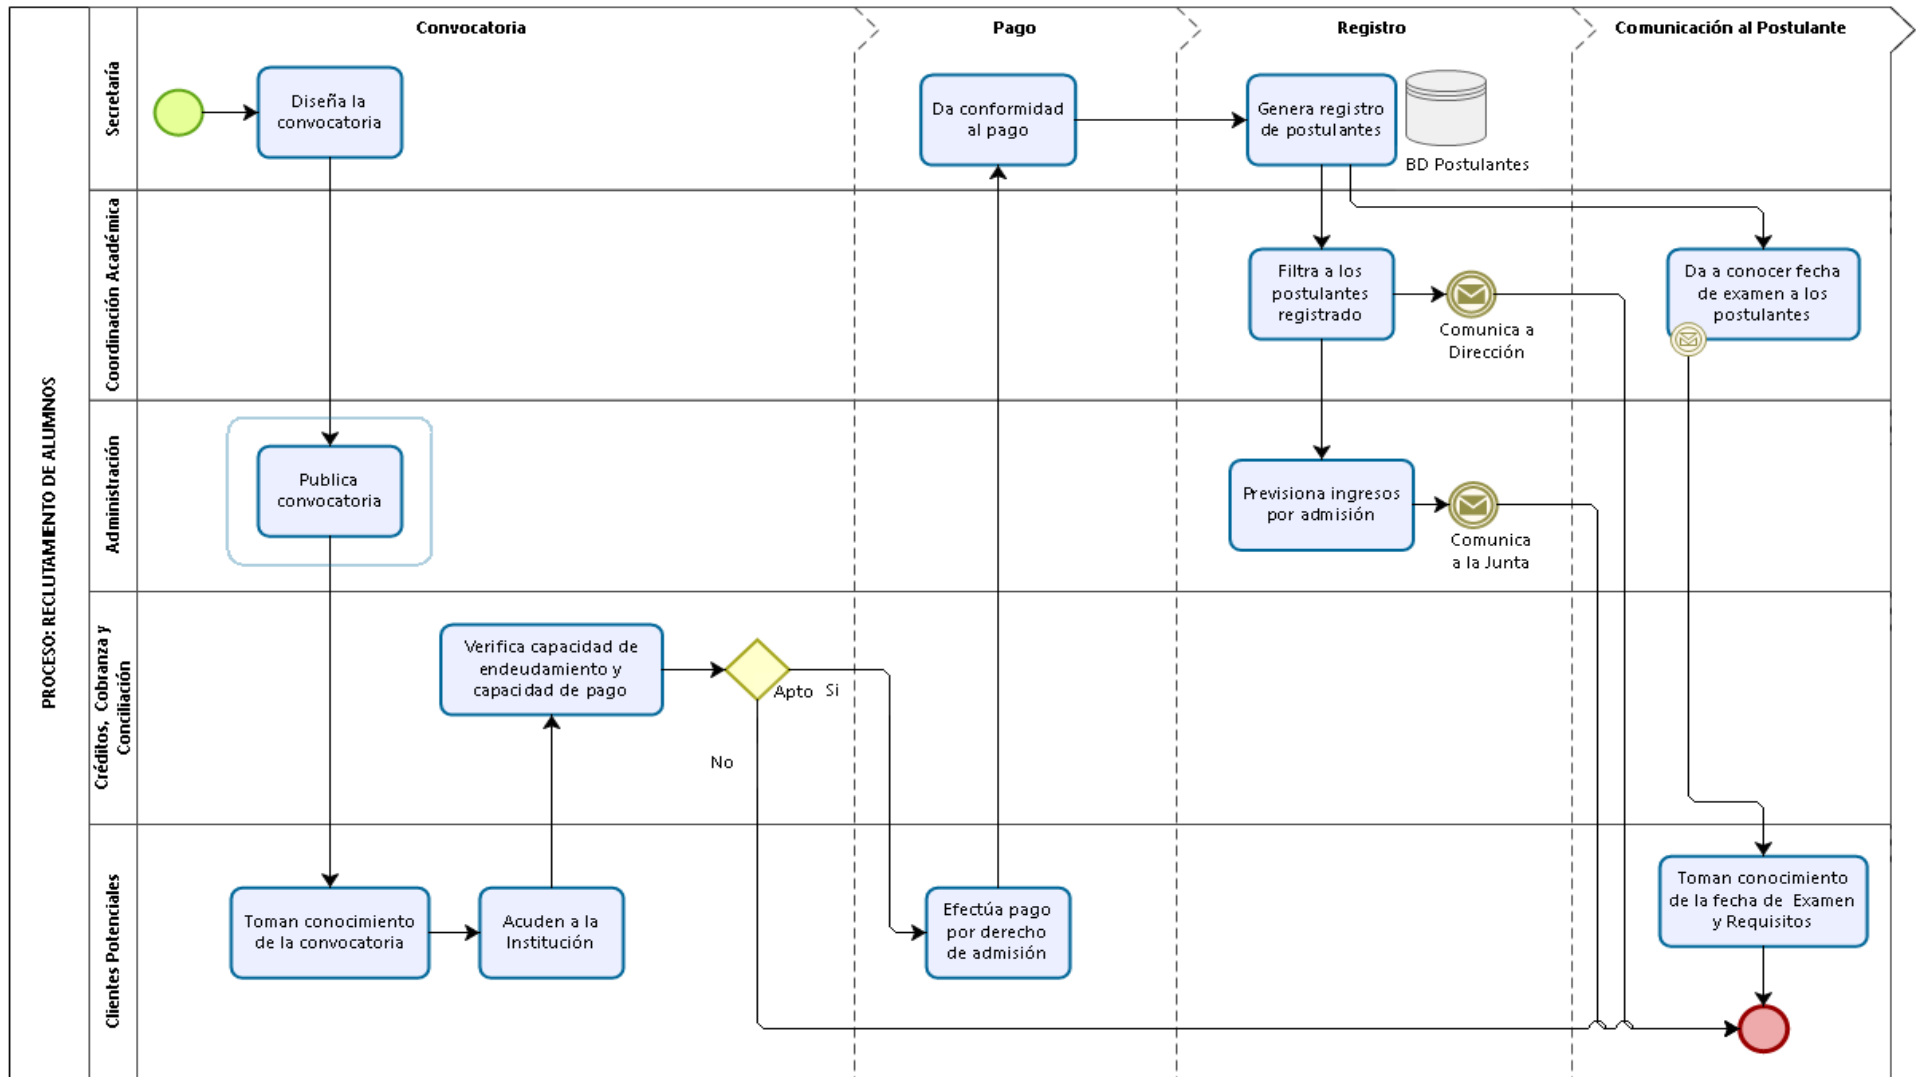 Convocatoria
Pago
Registro
Comunicación al Postulante
PROCESO: RECLUTAMIENTO DE ALUMNOS
Secretaría
Diseña la
convocatoria
Da conformidad
al pago
Genera registro
de postulantes
BD Postulantes
Coordinación Académica
Filtra a los
postulantes
registrado
Comunica a
Dirección
Da a conocer fecha
de examen a los
postulantes
Administración
Publica
convocatoria
Previsiona ingresos
por admisión
Comunica
a la Junta
Créditos, Cobranza y
Conciliación
Verifica capacidad de
endeudamiento y
capacidad de pago
Apto
Si
No
Clientes Potenciales
Toman conocimiento
de la convocatoria
Acuden a la
Institución
Efectúa pago
por derecho
de admisión
Toman conocimiento
de la fecha de Examen
y Requisitos